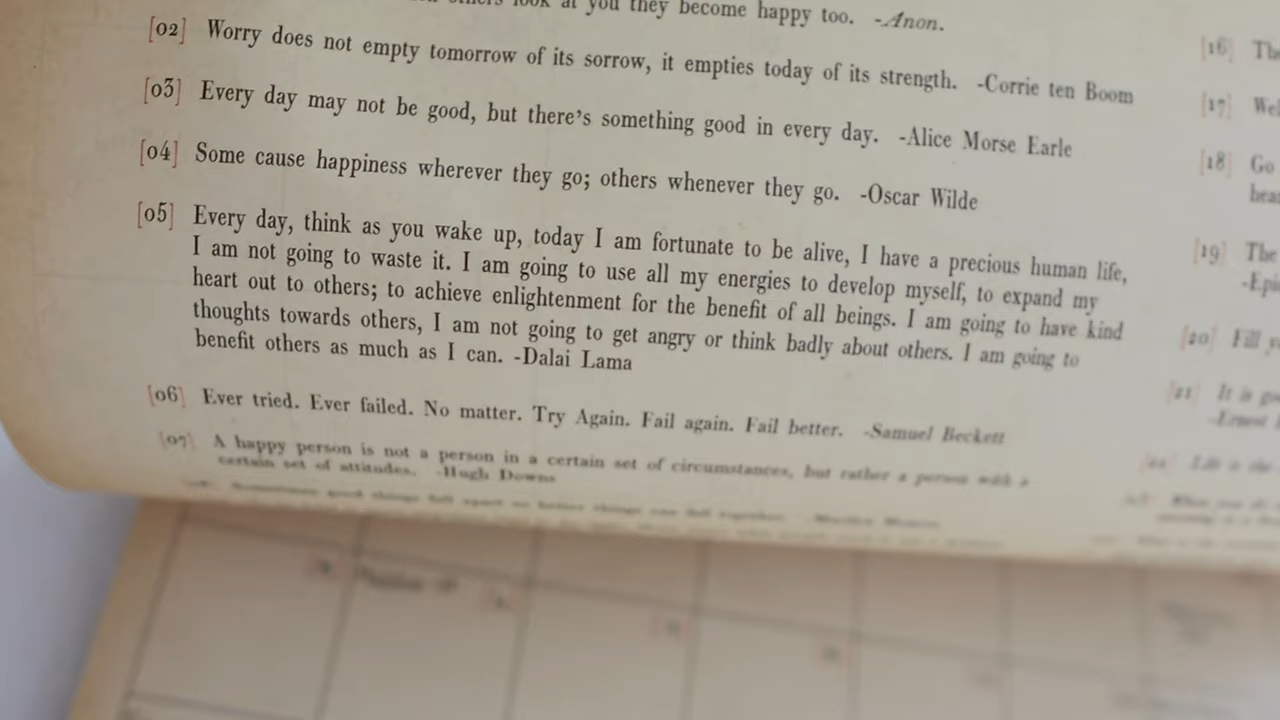 look at you they become happy too. -Anon.
[02] Worry does not empty tomorrow of its sorrow, it empties today of its strength. -Corrie ten Boom
[03] Every day may not be good, but there's something good in every day. -Alice Morse Earle
[04] Some cause happiness wherever they go; others whenever they go. -Oscar Wilde
[05] Every day, think as you wake up, today I am fortunate to be alive, I have a precious human life,
I am not going to waste it. I am going to use all my energies to develop myself, to expand my
heart out to others; to achieve enlightenment for the benefit of all beings. I am going to have kind
thoughts towards others, I am not going to get angry or think badly about others. I am going to
benefit others as much as I can. -Dalai Lama
[06] Ever tried. Ever failed. No matter. Try Again. Fail again. Fail better. -Samuel Beckett
[07] A happy person is not a person in a certain set of circumstances, but rather a person with a
certain set of attitudes. -Hugh Downs
[16]
[17]
[18] Go
[19] The
[20] Fill
[21] It is